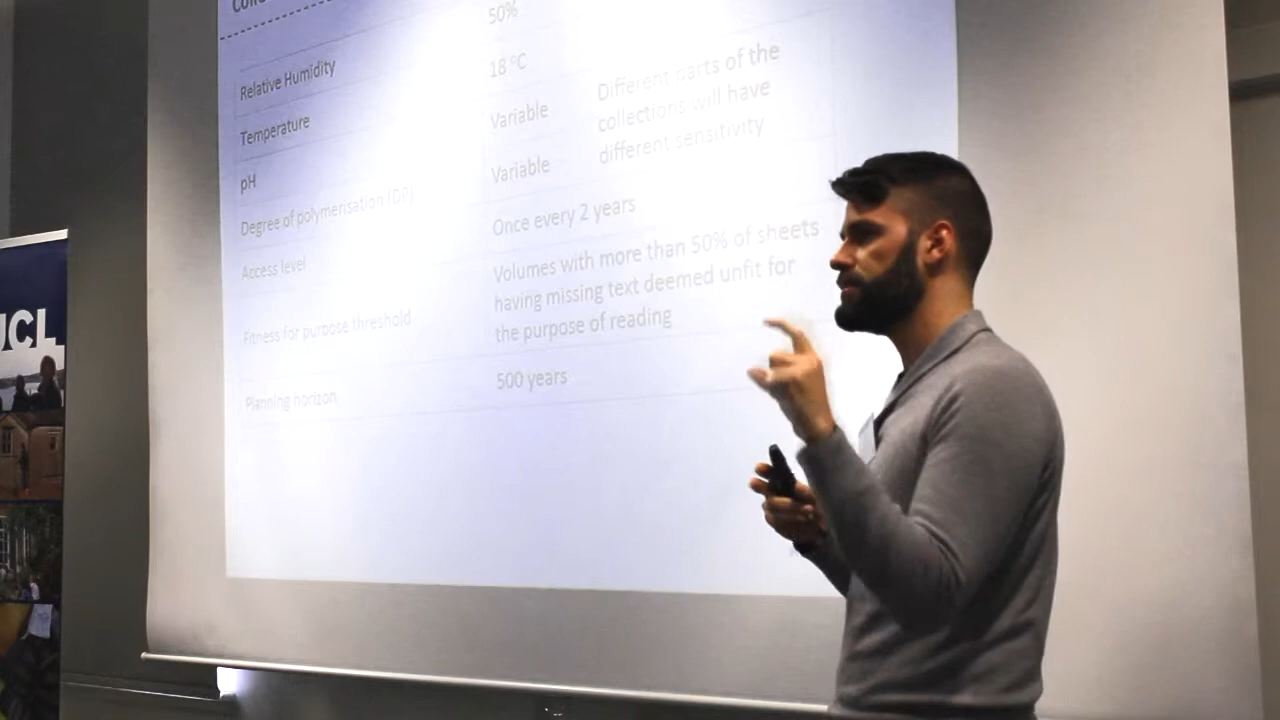 50%
Relative Humidity
18 °C
Temperature
Variable
Different parts of the
collections will have
different sensitivity
pH
Variable
Degree of polymerisation (DP)
Once every 2 years
Access level
Volumes with more than 50% of sheets
having missing text deemed unfit for
the purpose of reading
Fitness for purpose threshold
500 years
Planning horizon
UCL